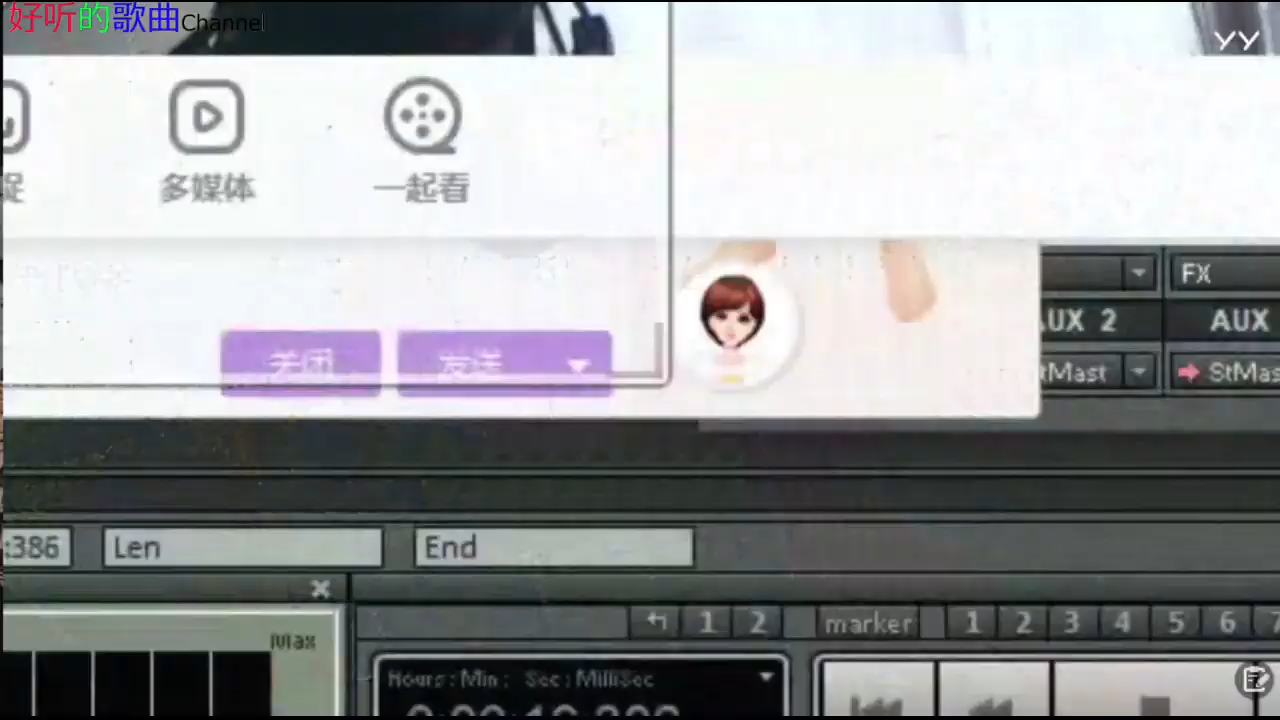 好听的歌曲Channel
YY
多媒体
一起看
关闭
发送
FX
AUX 2
AUX
StMas
:386
Len
End
Max
1 2
marker
1 2 3 4 5 6 7
Hours : Min : Sec : MilliSec